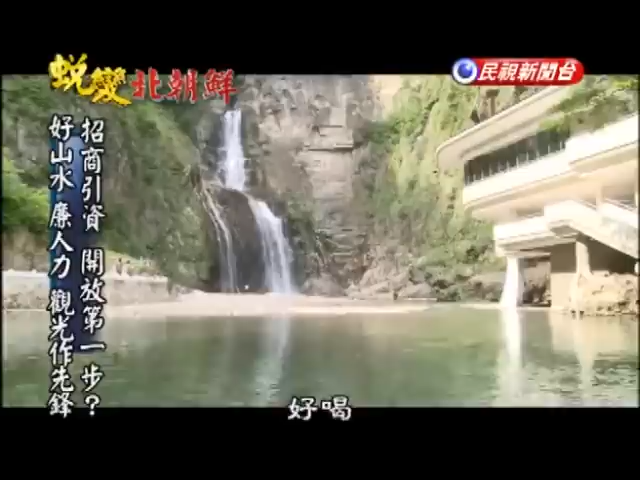 蛻變北朝鮮
民視新聞台
招商引資 開放第一步?
好山水 廉人力 觀光作先鋒
好喝